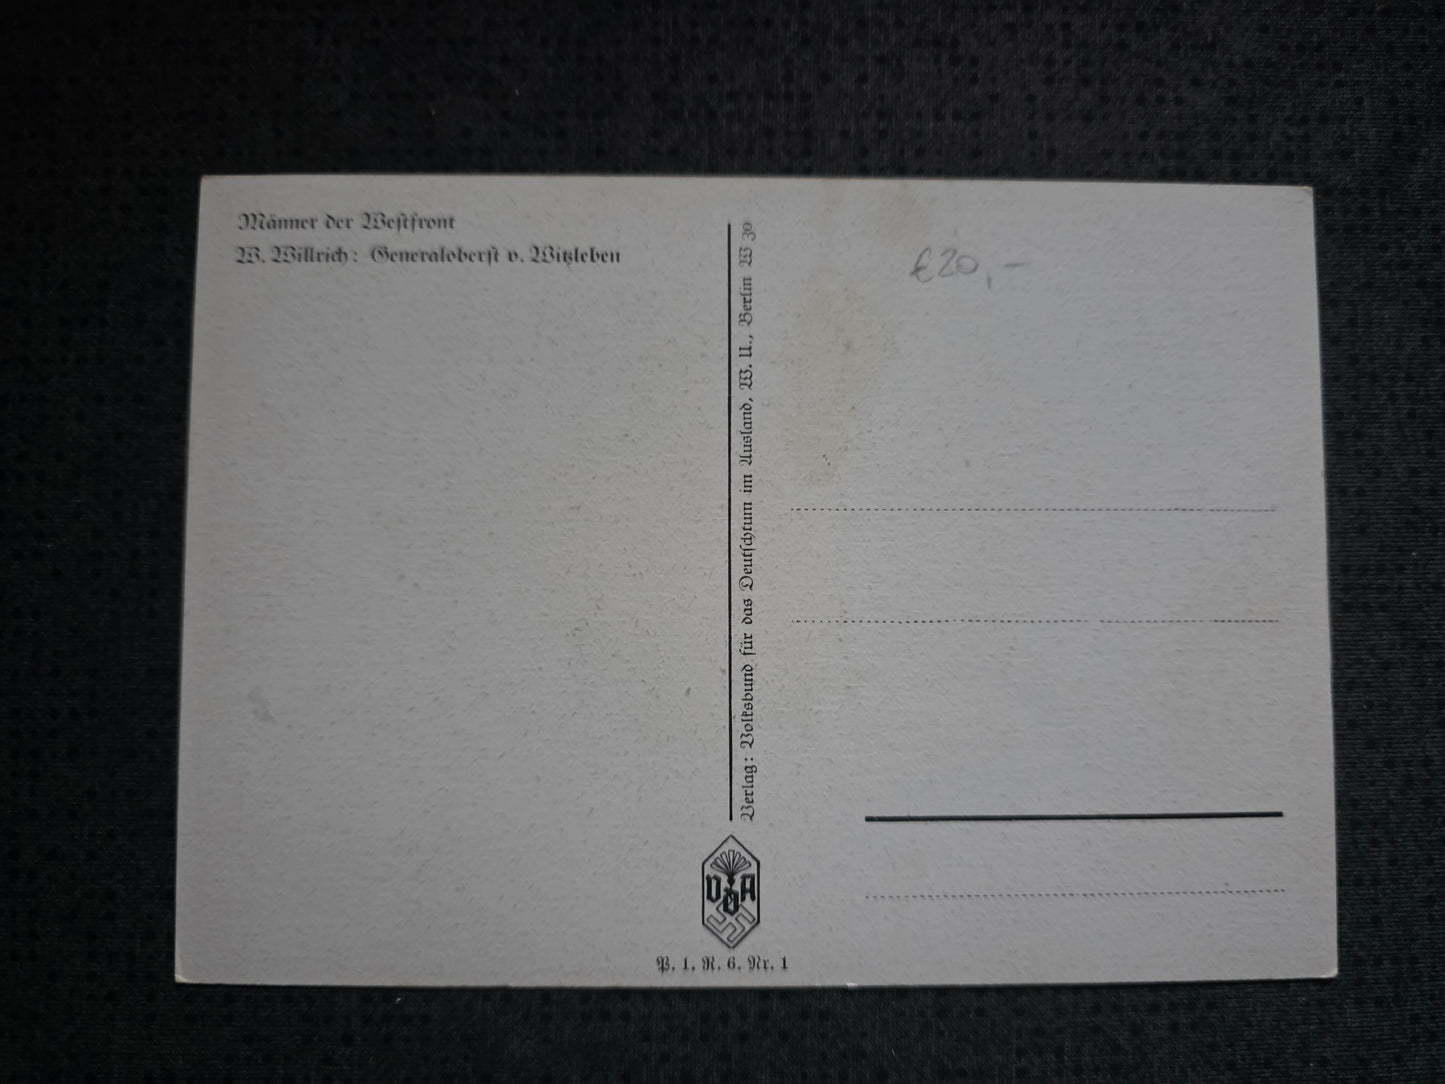 Männer der Westfront
W. Willrich: Generaloberst v. Witzleben
Verlag: Volksbund für das Deutschtum im Ausland, W. U., Berlin W 30
€ 20,-
VDA
P. 1. R. 6. Nr. 1